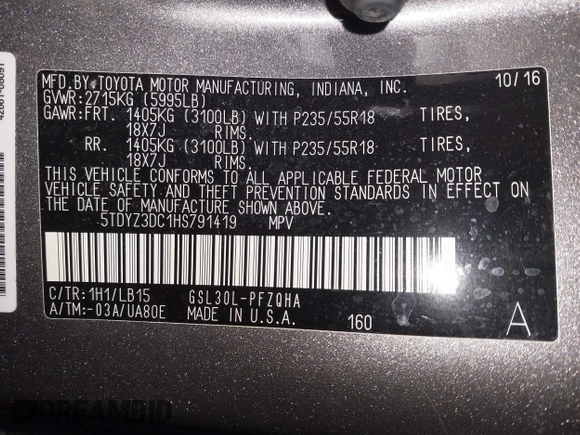 MFD.BY TOYOTA MOTOR MANUFACTURING, INDIANA, INC. 10/16
GVWR:2715KG (5995LB)
GAWR:FRT. 1405KG (3100LB) WITH P235/55R18 TIRES,
18X7J RIMS.
RR. 1405KG (3100LB) WITH P235/55R18 TIRES,
18X7J RIMS.
THIS VEHICLE CONFORMS TO ALL APPLICABLE FEDERAL MOTOR
VEHICLE SAFETY AND THEFT PREVENTION STANDARDS IN EFFECT ON
THE DATE OF MANUFACTURE SHOWN ABOVE.
5TDYZ3DC1HS791419 MPV
C/TR:1H1/LB15 GSL30L-PFZQHA
A/TM:-03A/UA80E MADE IN U.S.A. 160 A
DREAMBID